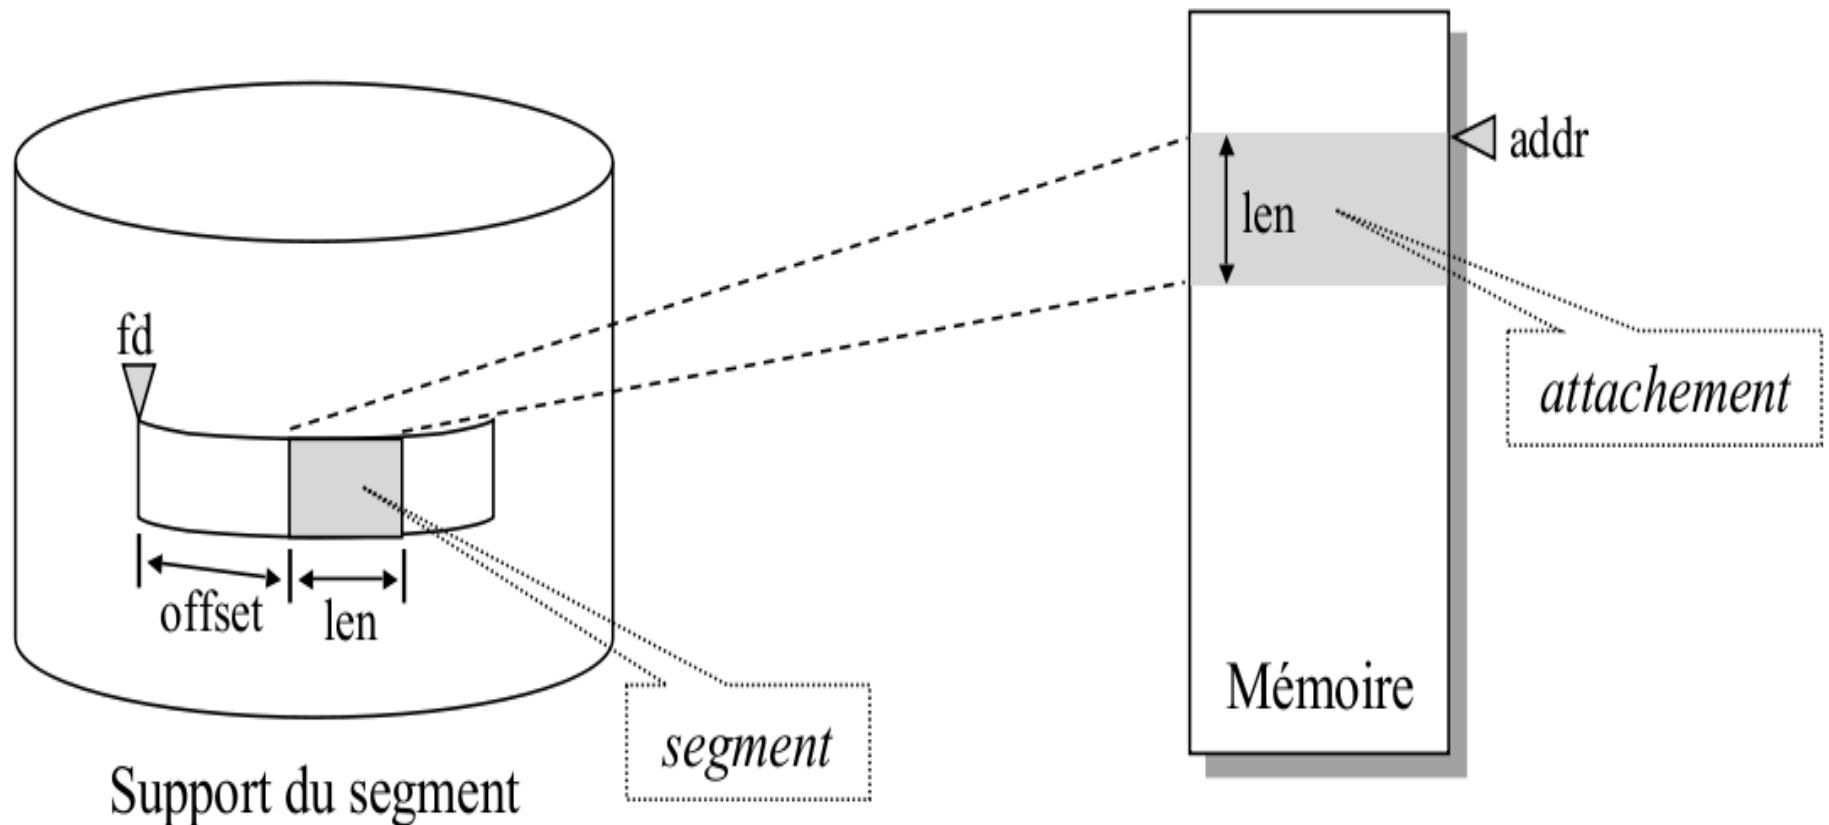 addr
len
fd
attachement
offset
len
Mémoire
segment
Support du segment